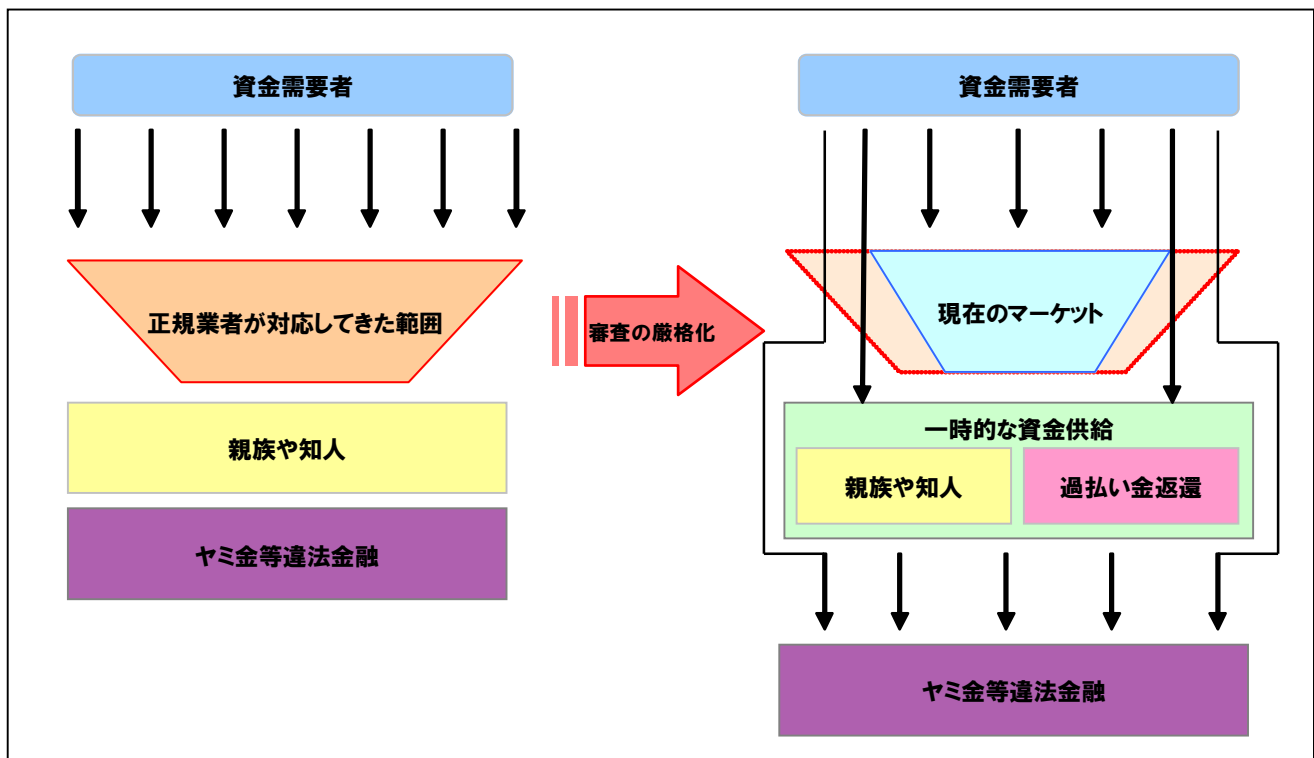 資金需要者
正規業者が対応してきた範囲
親族や知人
ヤミ金等違法金融
審査の厳格化
資金需要者
現在のマーケット
一時的な資金供給
親族や知人
過払い金返還
ヤミ金等違法金融